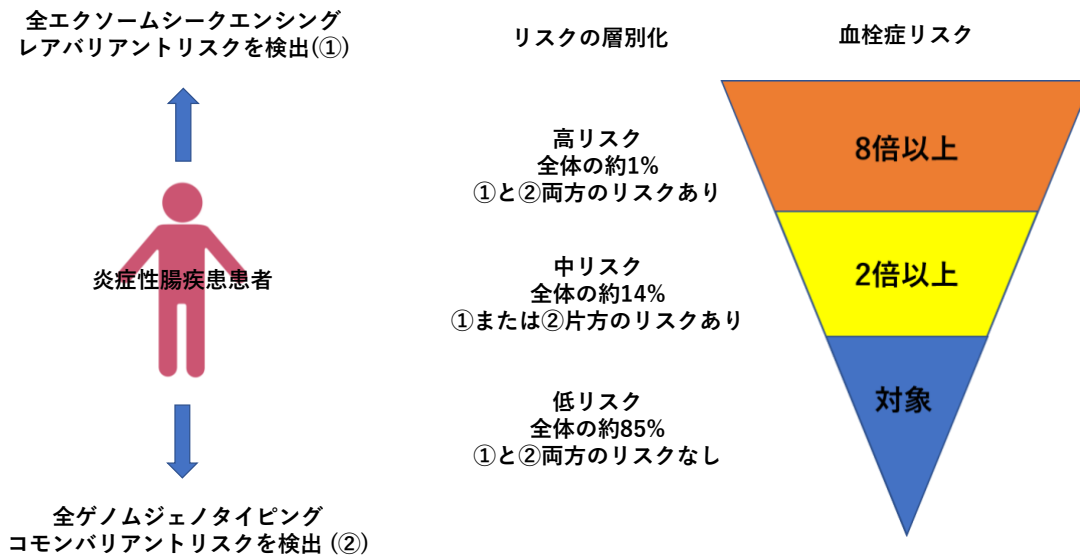 全エクソームシークエンシング
レアバリアントリスクを検出(①)
炎症性腸疾患患者
全ゲノムジェノタイピング
コモンバリアントリスクを検出 (②)
リスクの層別化
高リスク
全体の約1%
①と②両方のリスクあり
中リスク
全体の約14%
①または②片方のリスクあり
低リスク
全体の約85%
①と②両方のリスクなし
血栓症リスク
8倍以上
2倍以上
対象